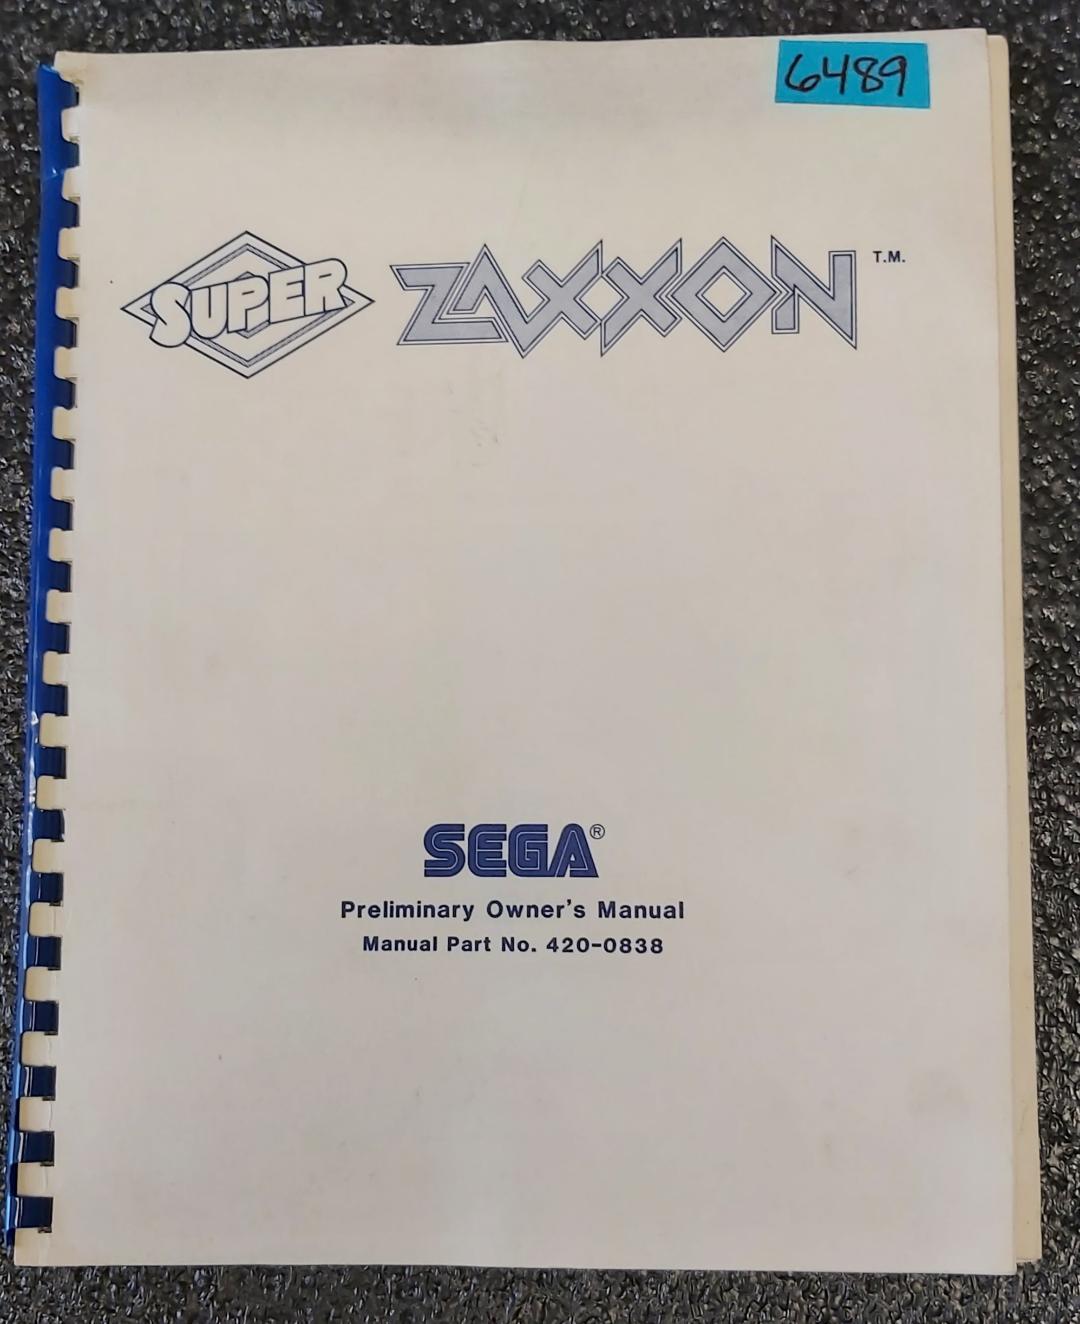 6489
SUPER ZAXXON T.M.
SEGA®
Preliminary Owner's Manual
Manual Part No. 420-0838